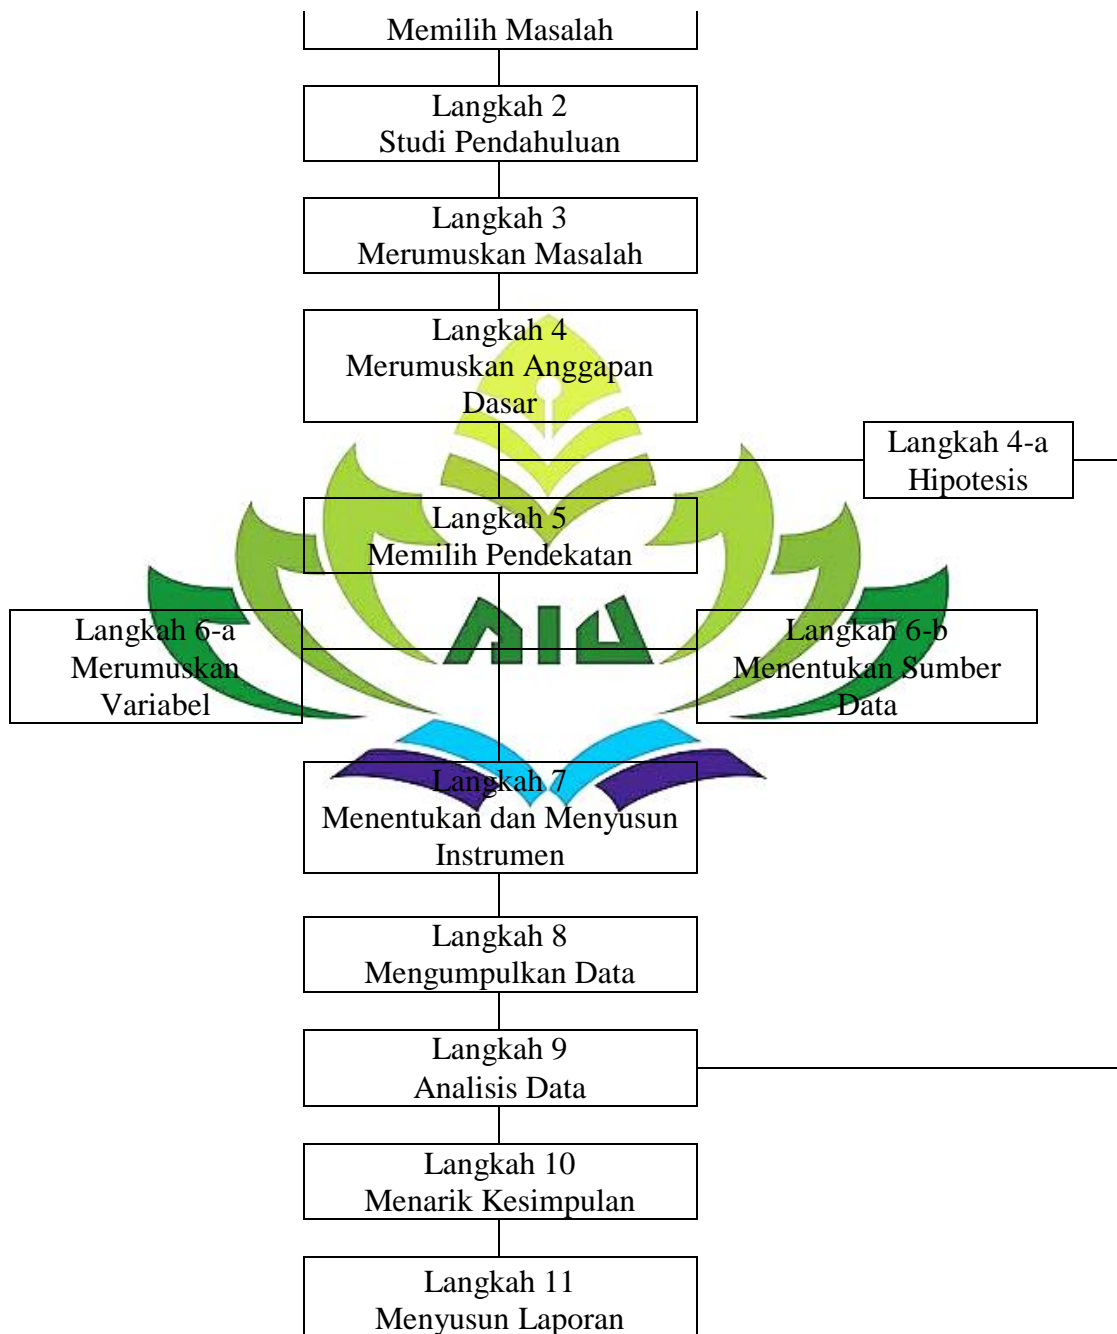 Memilih Masalah
Langkah 2
Studi Pendahuluan
Langkah 3
Merumuskan Masalah
Langkah 4
Merumuskan Anggapan
Dasar
Langkah 4-a
Hipotesis
Langkah 5
Memilih Pendekatan
Langkah 6-a
Merumuskan
Variabel
Langkah 6-b
Menentukan Sumber
Data
Langkah 7
Menentukan dan Menyusun
Instrumen
Langkah 8
Mengumpulkan Data
Langkah 9
Analisis Data
Langkah 10
Menarik Kesimpulan
Langkah 11
Menyusun Laporan